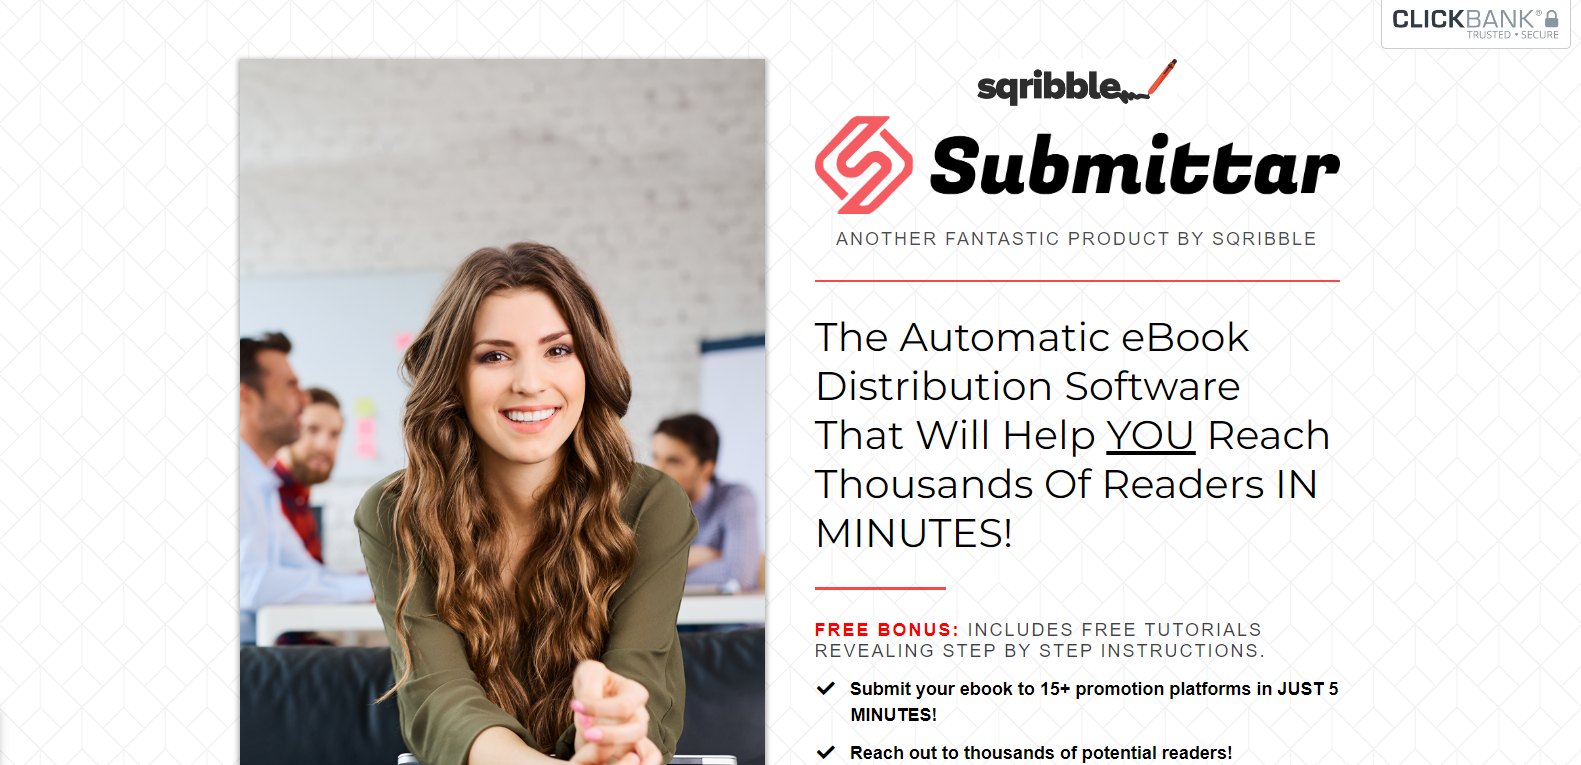 CLICKBANK®
TRUSTED • SECURE
sqribble
Submittar
ANOTHER FANTASTIC PRODUCT BY SQRIBBLE
The Automatic eBook
Distribution Software
That Will Help YOU Reach
Thousands Of Readers IN
MINUTES!
FREE BONUS: INCLUDES FREE TUTORIALS
REVEALING STEP BY STEP INSTRUCTIONS.
Submit your ebook to 15+ promotion platforms in JUST 5
MINUTES!
Reach out to thousands of potential readers!